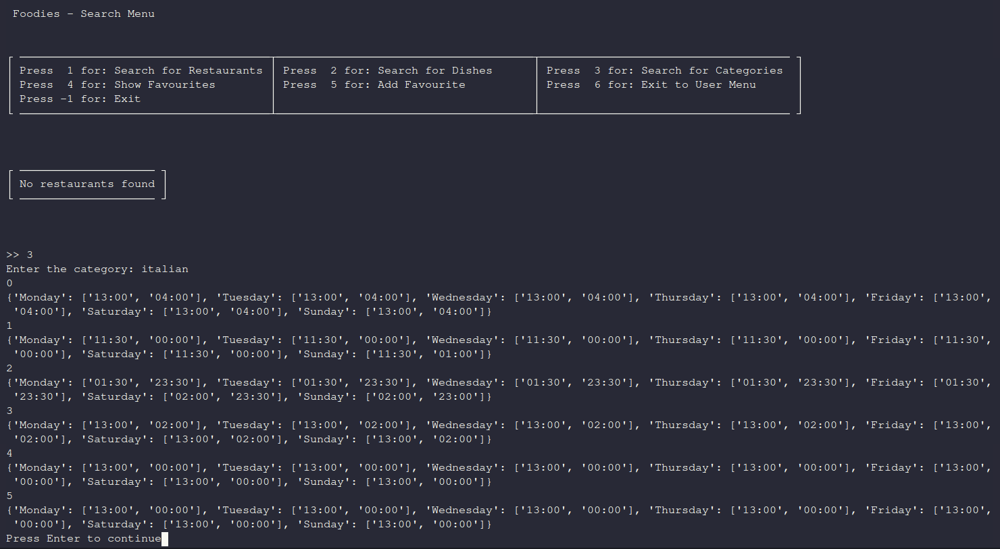 Foodies - Search Menu
Press  1 for: Search for Restaurants Press  2 for: Search for Dishes Press  3 for: Search for Categories
Press  4 for: Show Favourites Press  5 for: Add Favourite Press  6 for: Exit to User Menu
Press -1 for: Exit
No restaurants found
>> 3
Enter the category: italian
0
{'Monday': ['13:00', '04:00'], 'Tuesday': ['13:00', '04:00'], 'Wednesday': ['13:00', '04:00'], 'Thursday': ['13:00', '04:00'], 'Friday': ['13:00',
'04:00'], 'Saturday': ['13:00', '04:00'], 'Sunday': ['13:00', '04:00']}
1
{'Monday': ['11:30', '00:00'], 'Tuesday': ['11:30', '00:00'], 'Wednesday': ['11:30', '00:00'], 'Thursday': ['11:30', '00:00'], 'Friday': ['11:30',
'00:00'], 'Saturday': ['11:30', '00:00'], 'Sunday': ['11:30', '01:00']}
2
{'Monday': ['01:30', '23:30'], 'Tuesday': ['01:30', '23:30'], 'Wednesday': ['01:30', '23:30'], 'Thursday': ['01:30', '23:30'], 'Friday': ['01:30',
'23:30'], 'Saturday': ['02:00', '23:30'], 'Sunday': ['02:00', '23:00']}
3
{'Monday': ['13:00', '02:00'], 'Tuesday': ['13:00', '02:00'], 'Wednesday': ['13:00', '02:00'], 'Thursday': ['13:00', '02:00'], 'Friday': ['13:00',
'02:00'], 'Saturday': ['13:00', '02:00'], 'Sunday': ['13:00', '02:00']}
4
{'Monday': ['13:00', '00:00'], 'Tuesday': ['13:00', '00:00'], 'Wednesday': ['13:00', '00:00'], 'Thursday': ['13:00', '00:00'], 'Friday': ['13:00',
'00:00'], 'Saturday': ['13:00', '00:00'], 'Sunday': ['13:00', '00:00']}
5
{'Monday': ['13:00', '00:00'], 'Tuesday': ['13:00', '00:00'], 'Wednesday': ['13:00', '00:00'], 'Thursday': ['13:00', '00:00'], 'Friday': ['13:00',
'00:00'], 'Saturday': ['13:00', '00:00'], 'Sunday': ['13:00', '00:00']}
Press Enter to continue